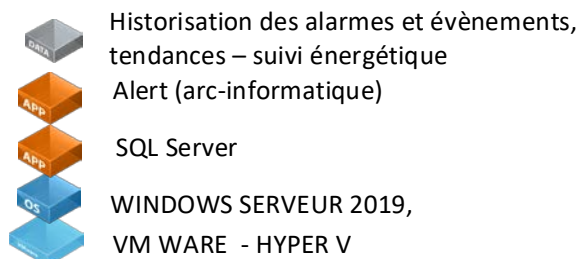 Historisation des alarmes et évènements,
tendances – suivi énergétique
DATA
Alert (arc-informatique)
APP
SQL Server
APP
WINDOWS SERVEUR 2019,
OS
VM WARE  - HYPER V